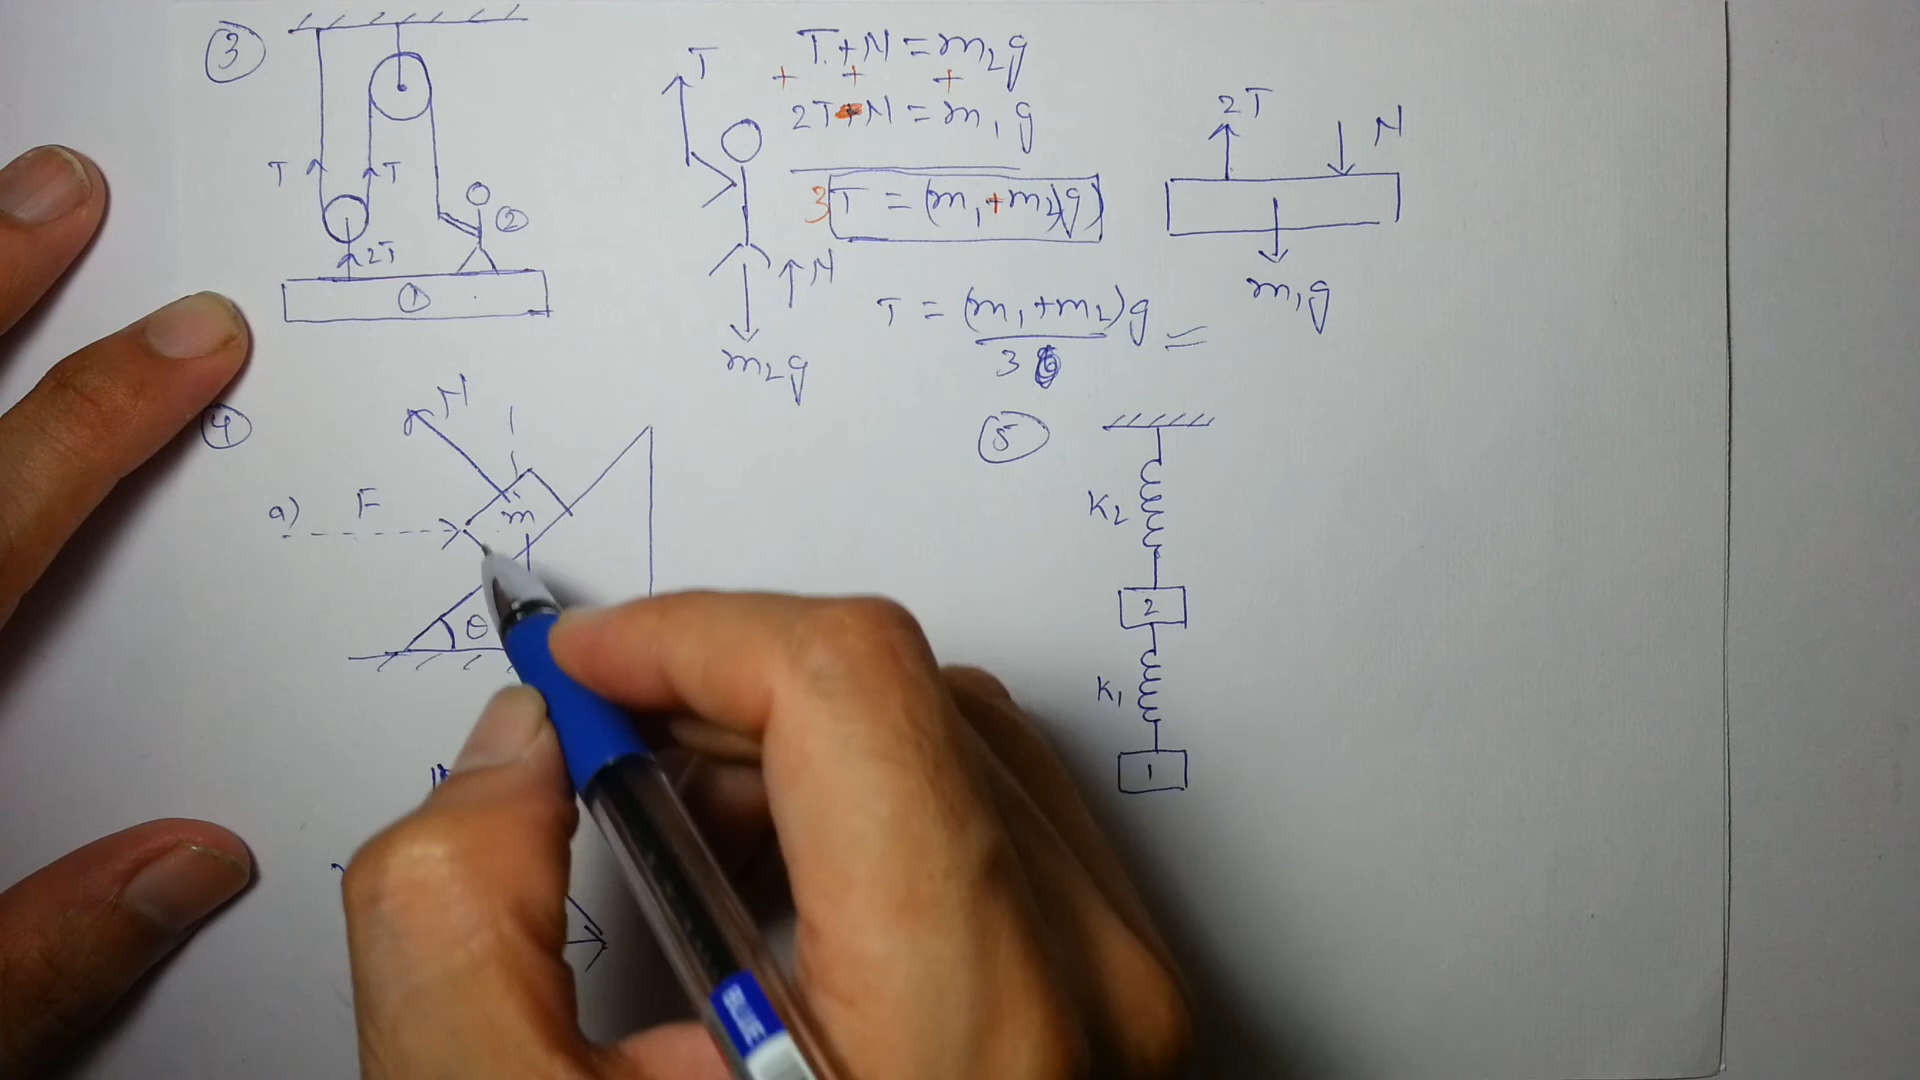 ③
T T
2T
②
①
T
N
m₂g
T + N = m₂g
+ + +
2T - N = m₁g
3T = (m₁+m₂)g
T = (m₁+m₂)g
3
2T N
m₁g
④
N
a) F
m
θ
⑤
K₂
2
K₁
1
BLUE